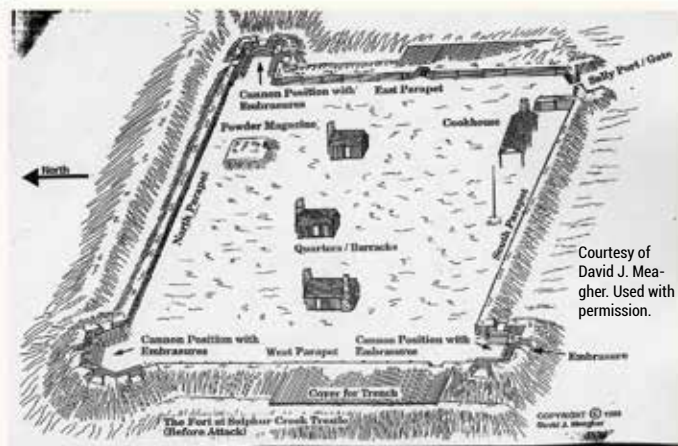 Sally Port / Gate
Cannon Position with
Embrasures
East Parapet
Powder Magazine
Cookhouse
North
North Parapet
Quarters / Barracks
South Parapet
Courtesy of
David J. Mea-
gher. Used with
permission.
Cannon Position with
Embrasures
West Parapet
Cannon Position with
Embrasures
Embrasure
Cover for Trench
The Fort at Sulphur Creek Trestle
(Before Attack)
COPYRIGHT ©
David J. Meagher